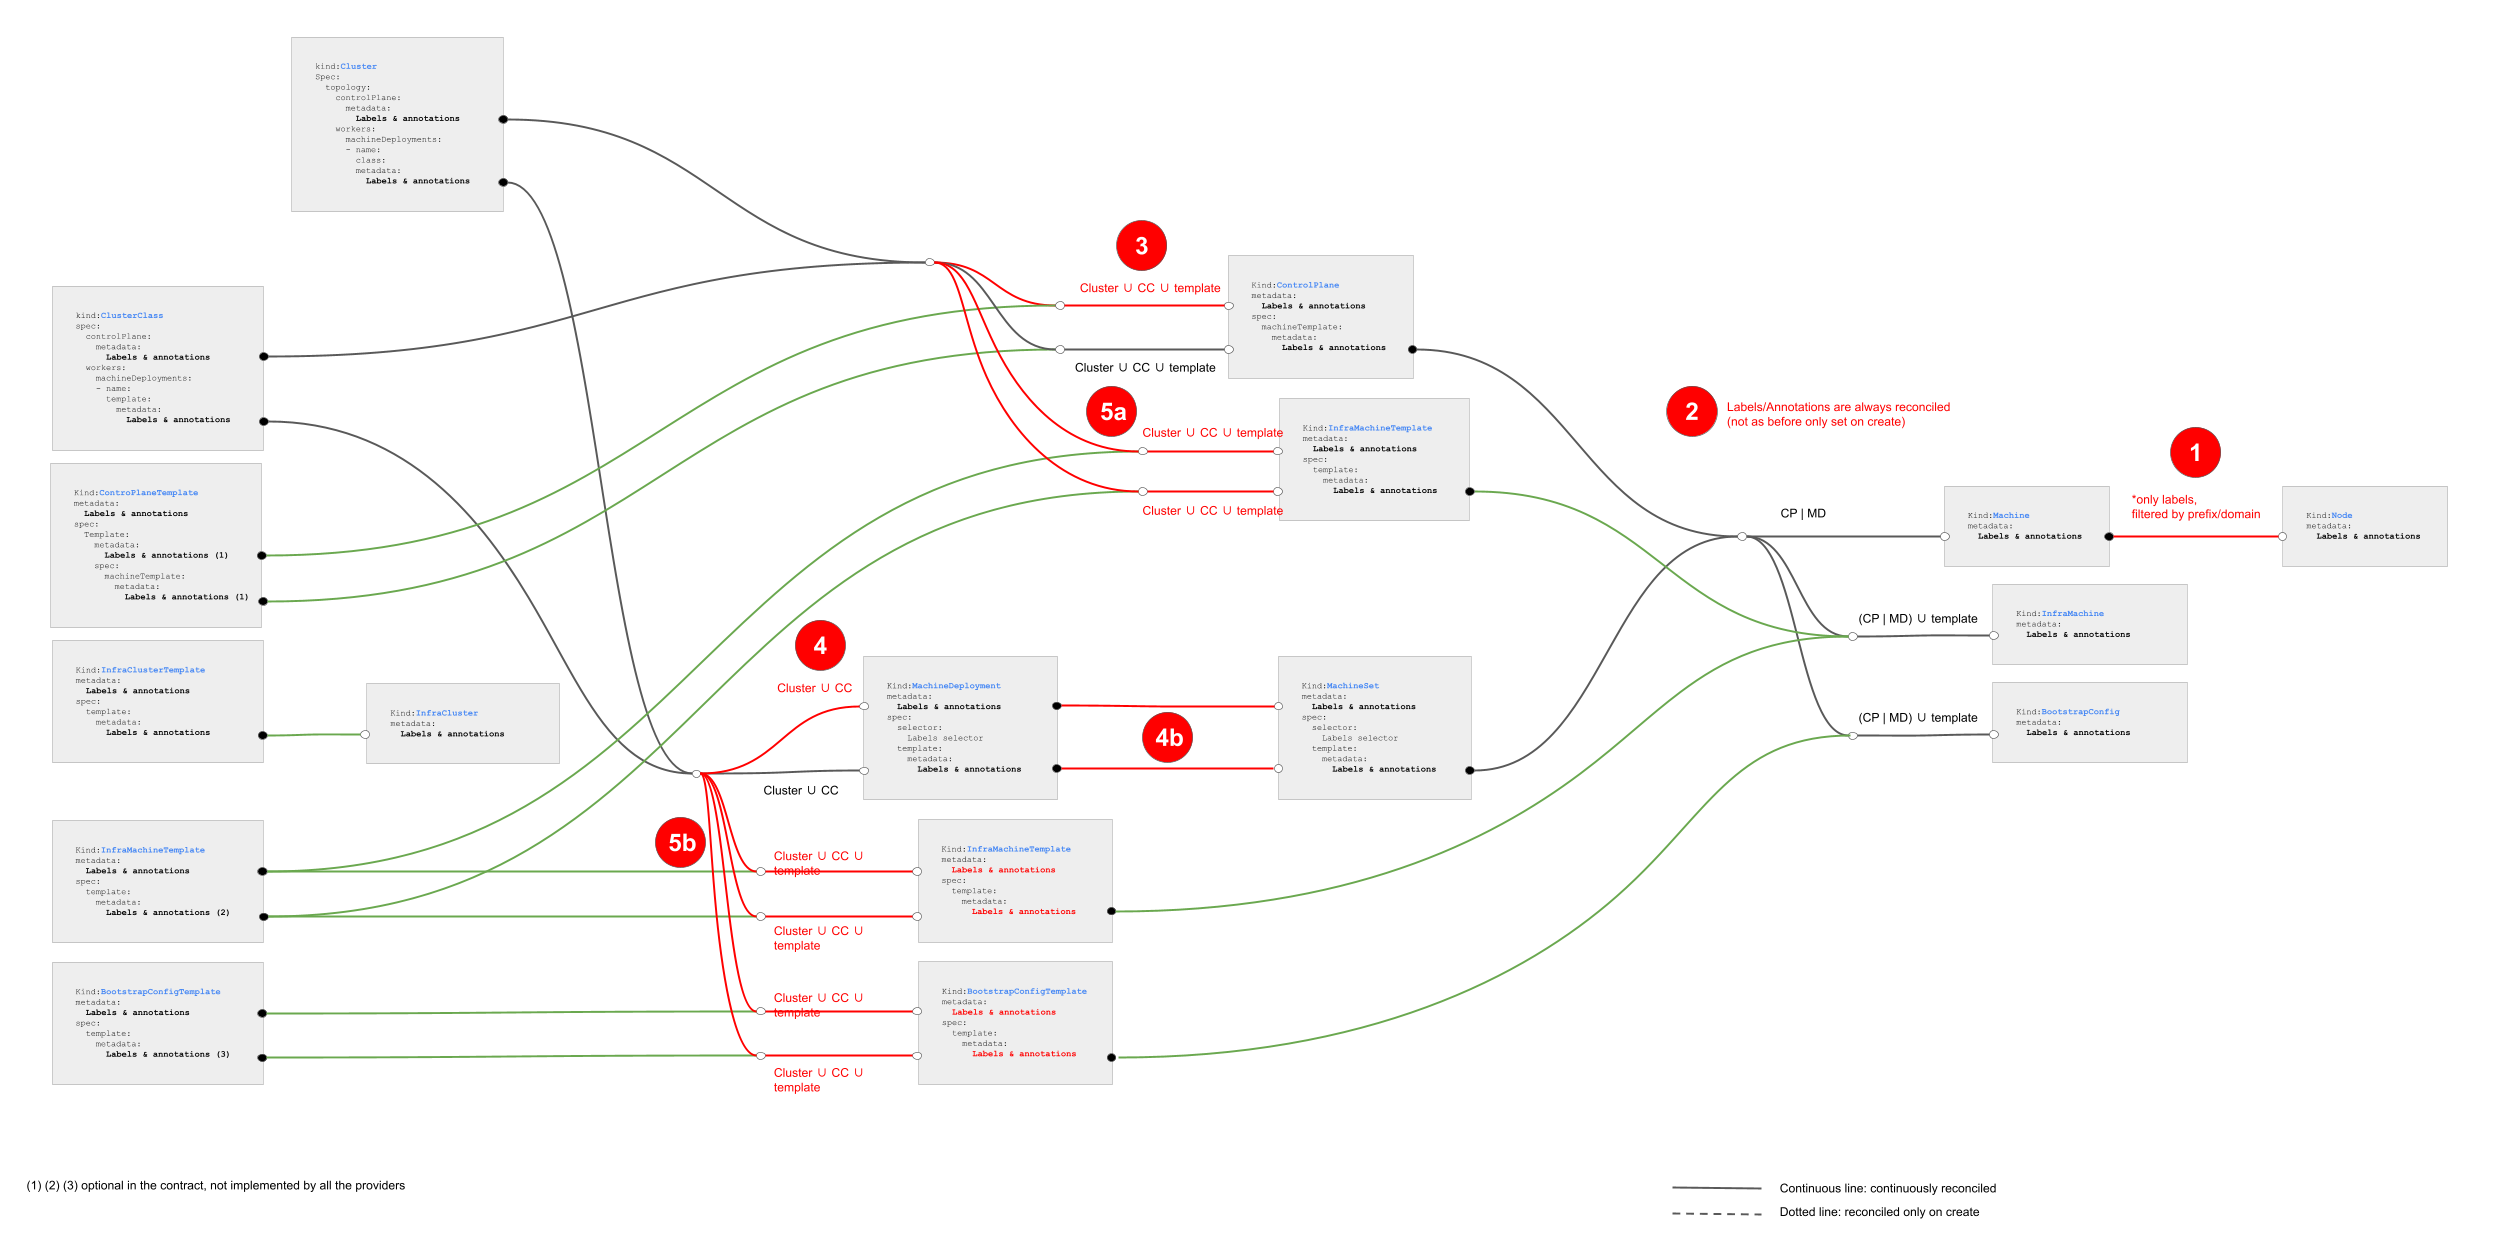 kind:Cluster
Spec:
topology:
controlPlane:
metadata:
Labels & annotations
workers:
machineDeployments:
- name:
class:
metadata:
Labels & annotations
kind:ClusterClass
spec:
controlPlane:
metadata:
Labels & annotations
workers:
machineDeployments:
- name:
template:
metadata:
Labels & annotations
Kind:ControPlaneTemplate
metadata:
Labels & annotations
spec:
Template:
metadata:
Labels & annotations (1)
spec:
machineTemplate:
metadata:
Labels & annotations (1)
Kind:InfraClusterTemplate
metadata:
Labels & annotations
spec:
template:
metadata:
Labels & annotations
Kind:InfraCluster
metadata:
Labels & annotations
Kind:InfraMachineTemplate
metadata:
Labels & annotations
spec:
template:
metadata:
Labels & annotations (2)
Kind:BootstrapConfigTemplate
metadata:
Labels & annotations
spec:
template:
metadata:
Labels & annotations (3)
3
Cluster ∪ CC ∪ template
Cluster ∪ CC ∪ template
Kind:ControlPlane
metadata:
Labels & annotations
spec:
machineTemplate:
metadata:
Labels & annotations
5a
Cluster ∪ CC ∪ template
Cluster ∪ CC ∪ template
Kind:InfraMachineTemplate
metadata:
Labels & annotations
spec:
template:
metadata:
Labels & annotations
4
Cluster ∪ CC
Cluster ∪ CC
Kind:MachineDeployment
metadata:
Labels & annotations
spec:
selector:
Labels selector
template:
metadata:
Labels & annotations
4b
Kind:MachineSet
metadata:
Labels & annotations
spec:
selector:
Labels selector
template:
metadata:
Labels & annotations
5b
Cluster ∪ CC ∪
template
Cluster ∪ CC ∪
template
Kind:InfraMachineTemplate
metadata:
Labels & annotations
spec:
template:
metadata:
Labels & annotations
Cluster ∪ CC ∪
template
Cluster ∪ CC ∪
template
Kind:BootstrapConfigTemplate
metadata:
Labels & annotations
spec:
template:
metadata:
Labels & annotations
2
Labels/Annotations are always reconciled
(not as before only set on create)
1
*only labels,
filtered by prefix/domain
CP | MD
Kind:Machine
metadata:
Labels & annotations
Kind:Node
metadata:
Labels & annotations
(CP | MD) ∪ template
Kind:InfraMachine
metadata:
Labels & annotations
(CP | MD) ∪ template
Kind:BootstrapConfig
metadata:
Labels & annotations
(1) (2) (3) optional in the contract, not implemented by all the providers
Continuous line: continuously reconciled
Dotted line: reconciled only on create